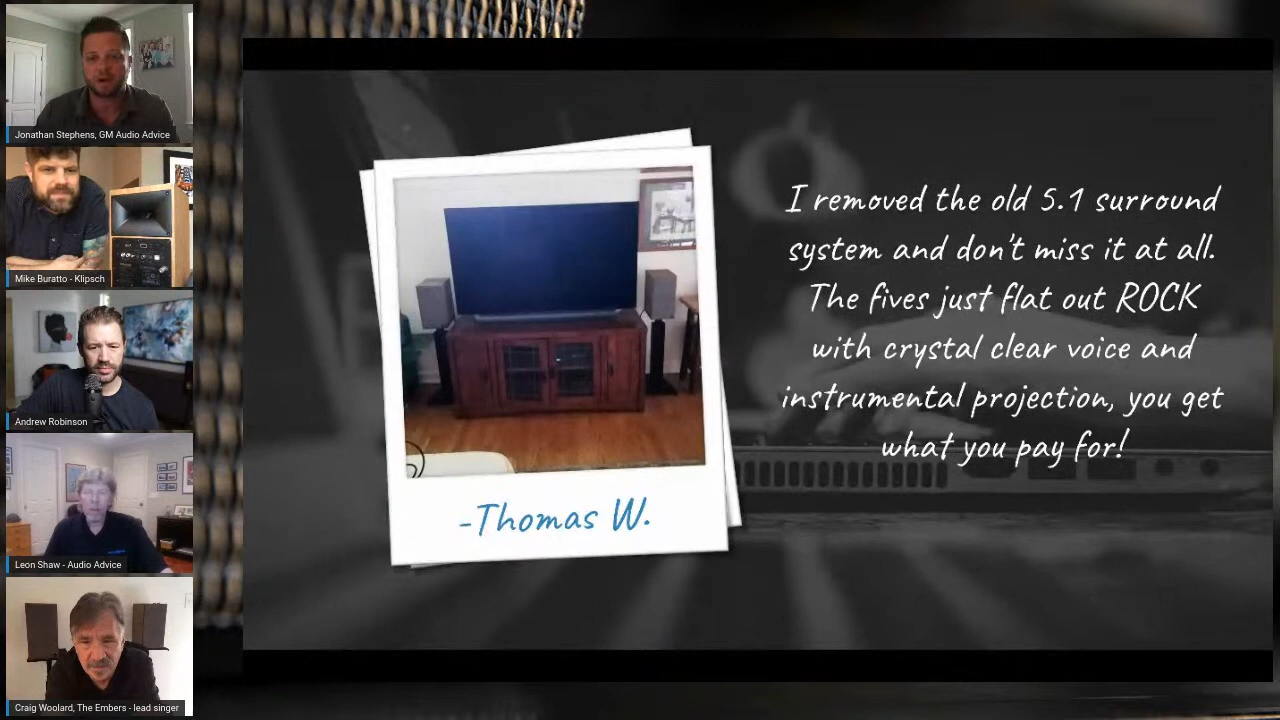 Jonathan Stephens, GM Audio Advice
Mike Buratto - Klipsch
Andrew Robinson
Leon Shaw - Audio Advice
Craig Woolard, The Embers - lead singer
-Thomas W.
I removed the old 5.1 surround
system and don't miss it at all.
The fives just flat out ROCK
with crystal clear voice and
instrumental projection, you get
what you pay for!